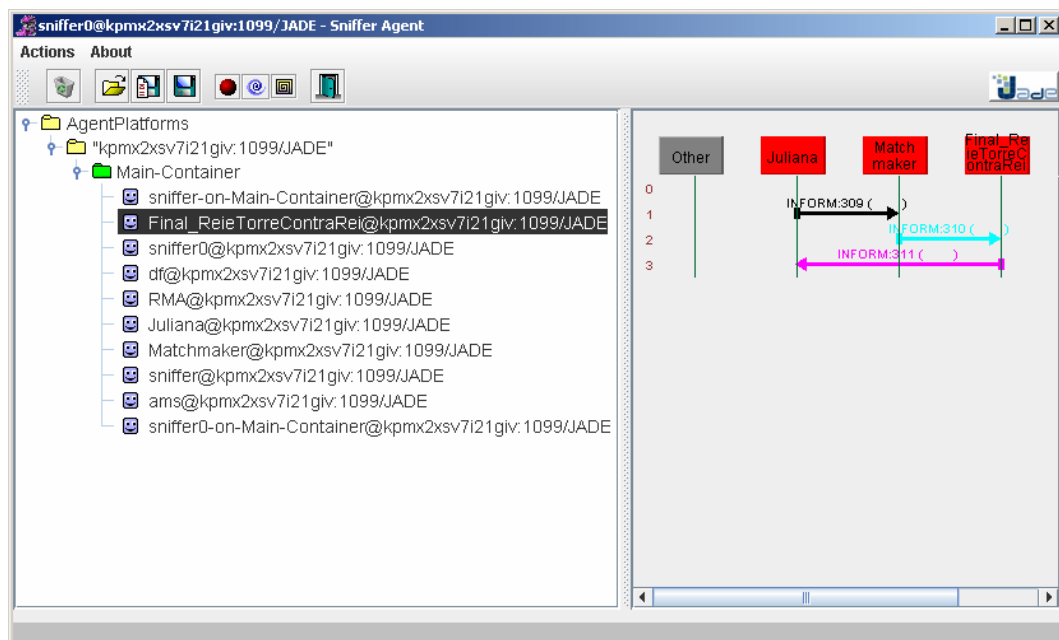 sniffer0@kpmx2xsv7i21giv:1099/JADE - Sniffer Agent
Actions About
Jade
AgentPlatforms
"kpmx2xsv7i21giv:1099/JADE"
Main-Container
sniffer-on-Main-Container@kpmx2xsv7i21giv:1099/JADE
Final_ReieTorreContraRei@kpmx2xsv7i21giv:1099/JADE
sniffer0@kpmx2xsv7i21giv:1099/JADE
df@kpmx2xsv7i21giv:1099/JADE
RMA@kpmx2xsv7i21giv:1099/JADE
Juliana@kpmx2xsv7i21giv:1099/JADE
Matchmaker@kpmx2xsv7i21giv:1099/JADE
sniffer@kpmx2xsv7i21giv:1099/JADE
ams@kpmx2xsv7i21giv:1099/JADE
sniffer0-on-Main-Container@kpmx2xsv7i21giv:1099/JADE
Other
Juliana
Match
maker
Final_Re
ieTorreC
ontraRei
0
INFORM:309 ( )
1
INFORM:310 ( )
2
INFORM:311 ( )
3